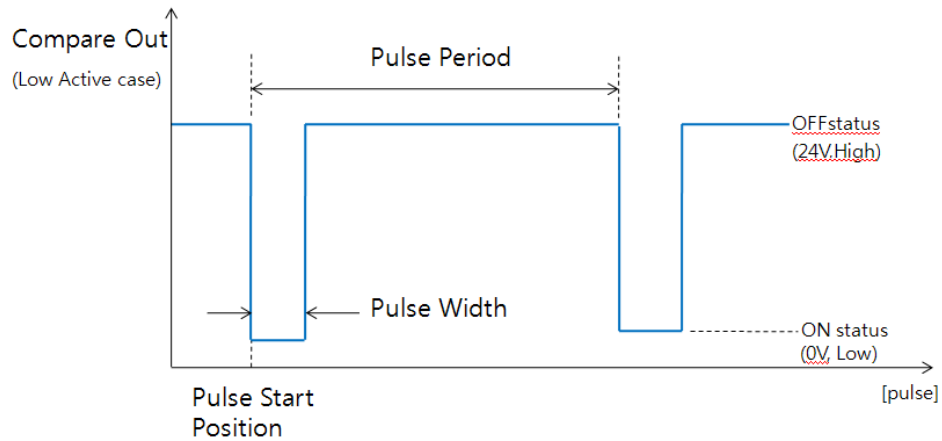 Compare Out
(Low Active case)
Pulse Period
OFFstatus
(24V.High)
Pulse Width
ON status
(0V, Low)
Pulse Start
Position
[pulse]